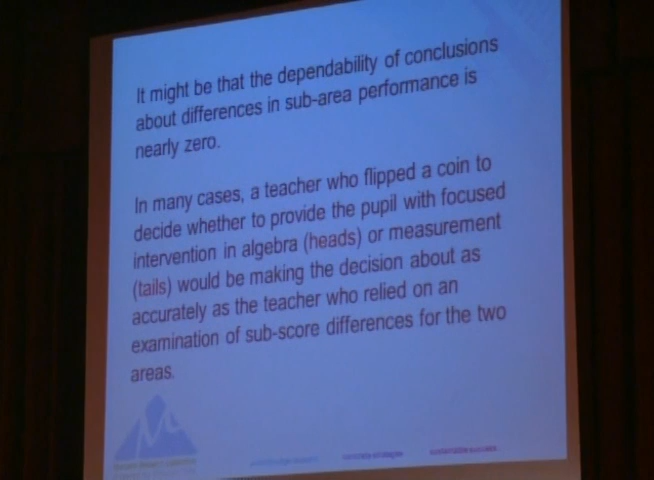 It might be that the dependability of conclusions
about differences in sub-area performance is
nearly zero.
In many cases, a teacher who flipped a coin to
decide whether to provide the pupil with focused
intervention in algebra (heads) or measurement
(tails) would be making the decision about as
accurately as the teacher who relied on an
examination of sub-score differences for the two
areas.